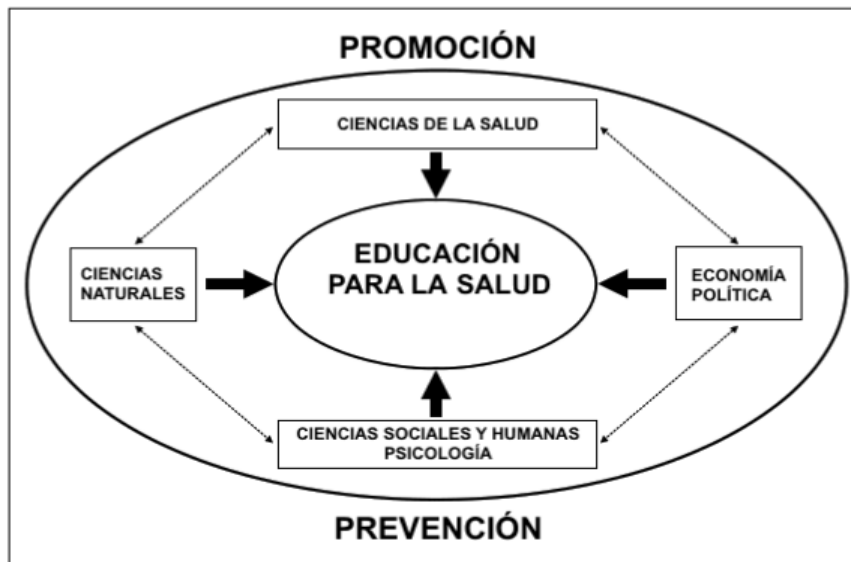 PROMOCIÓN
CIENCIAS DE LA SALUD
EDUCACIÓN
PARA LA SALUD
CIENCIAS
NATURALES
ECONOMÍA
POLÍTICA
CIENCIAS SOCIALES Y HUMANAS
PSICOLOGÍA
PREVENCIÓN